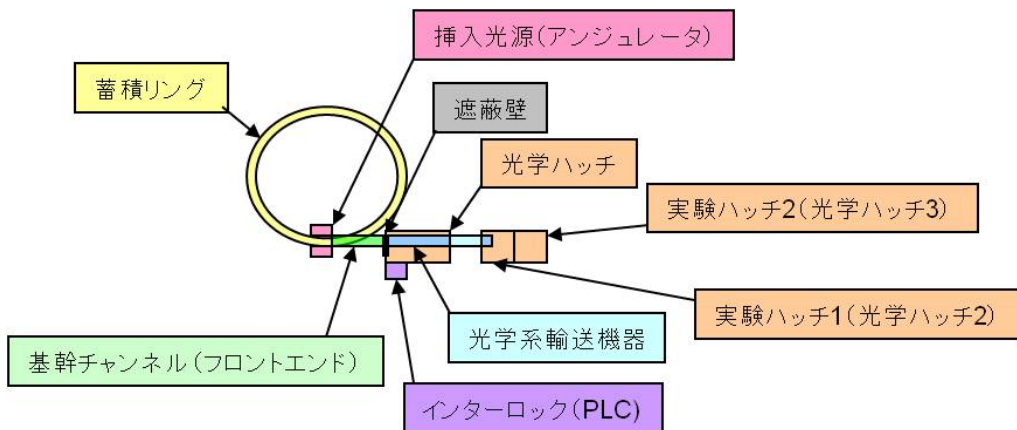 挿入光源(アンジュレータ)
蓄積リング
遮蔽壁
光学ハッチ
実験ハッチ2(光学ハッチ3)
実験ハッチ1(光学ハッチ2)
光学系輸送機器
基幹チャンネル(フロントエンド)
インターロック(PLC)